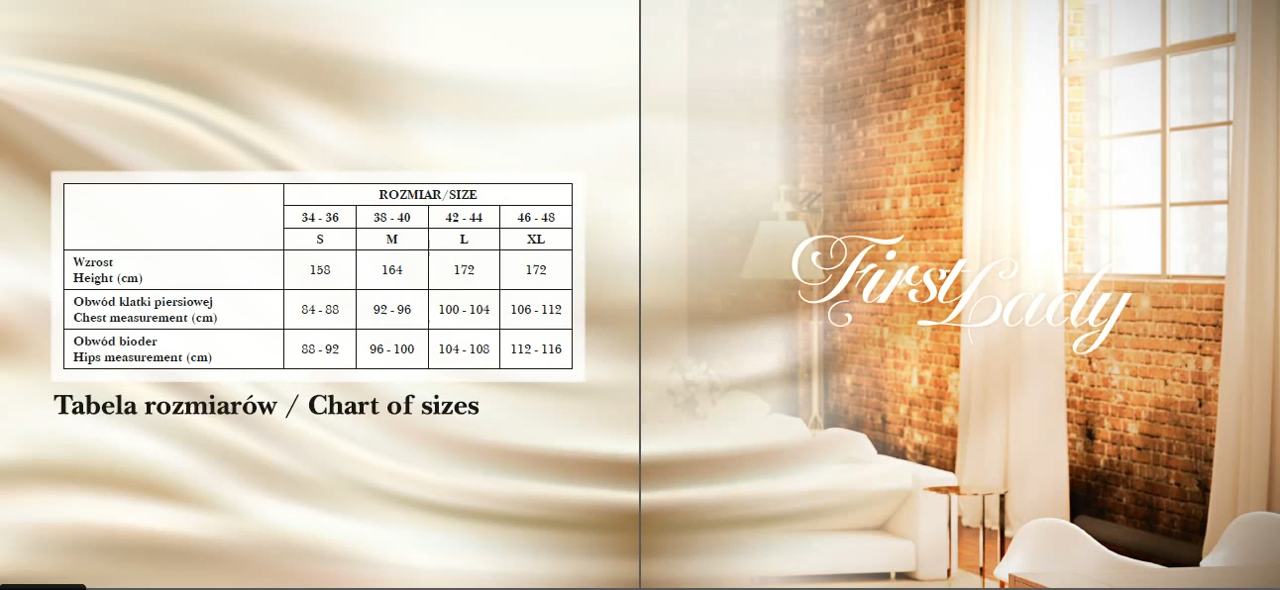 ROZMIAR/SIZE
34 - 36 38 - 40 42 - 44 46 - 48
S M L XL
Wzrost
Height (cm) 158 164 172 172
Obwód klatki piersiowej
Chest measurement (cm) 84 - 88 92 - 96 100 - 104 106 - 112
Obwód bioder
Hips measurement (cm) 88 - 92 96 - 100 104 - 108 112 - 116
Tabela rozmiarów / Chart of sizes
First Lady